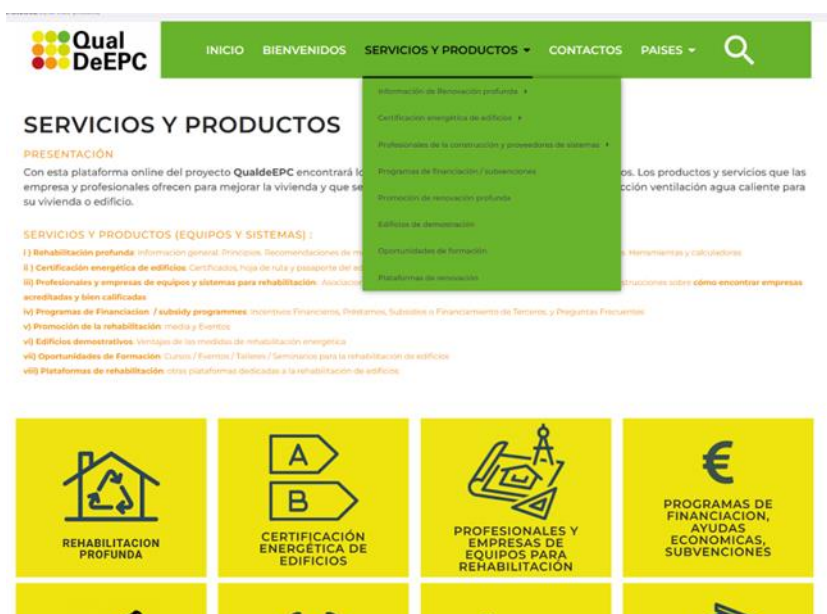 Qual
DeEPC
INICIO BIENVENIDOS SERVICIOS Y PRODUCTOS CONTACTOS PAISES
Información de Renovación profunda
Certificacion energética de edificios
Profesionales de la construcción y proveedores de sistemas
Programas de financiación / subvenciones
Promoción de renovación profunda
Edificios de demostración
Oportunidades de formación
Plataformas de renovación
SERVICIOS Y PRODUCTOS
PRESENTACIÓN
Con esta plataforma online del proyecto QualdeEPC encontrará os. Los productos y servicios que las
empresa y profesionales ofrecen para mejorar la vivienda y que se ventilación agua caliente para
su vivienda o edificio.
SERVICIOS Y PRODUCTOS (EQUIPOS Y SISTEMAS) :
I ) Rehabilitación profunda: Información general, Principios, Recomendaciones de Herramientas y calculadoras
ii ) Certificación energética de edificios: Certificados, hoja de ruta y pasaporte del
iii) Profesionales y empresas de equipos y sistemas para rehabilitación: sobre cómo encontrar empresas
acreditadas y bien calificadas
iv) Programas de Financiacion / subsidy programmes: Incentivos Financieros, Préstamos, Subsidios o Financiamiento de Terceros, y Preguntas Frecuentes
v) Promoción de la rehabilitación: media y Eventos
vi) Edificios demostrativos: Ventajas de las medidas de rehabilitación energética
vii) Oportunidades de Formación: Cursos / Eventos / Talleres / Seminarios para la rehabilitación de edificios
viii) Plataformas de rehabilitación: otras plataformas dedicadas a la rehabilitación de edificios.
REHABILITACION
PROFUNDA
A
B
CERTIFICACIÓN
ENERGÉTICA DE
EDIFICIOS
PROFESIONALES Y
EMPRESAS DE
EQUIPOS PARA
REHABILITACIÓN
€
PROGRAMAS DE
FINANCIACION,
AYUDAS
ECONOMICAS,
SUBVENCIONES